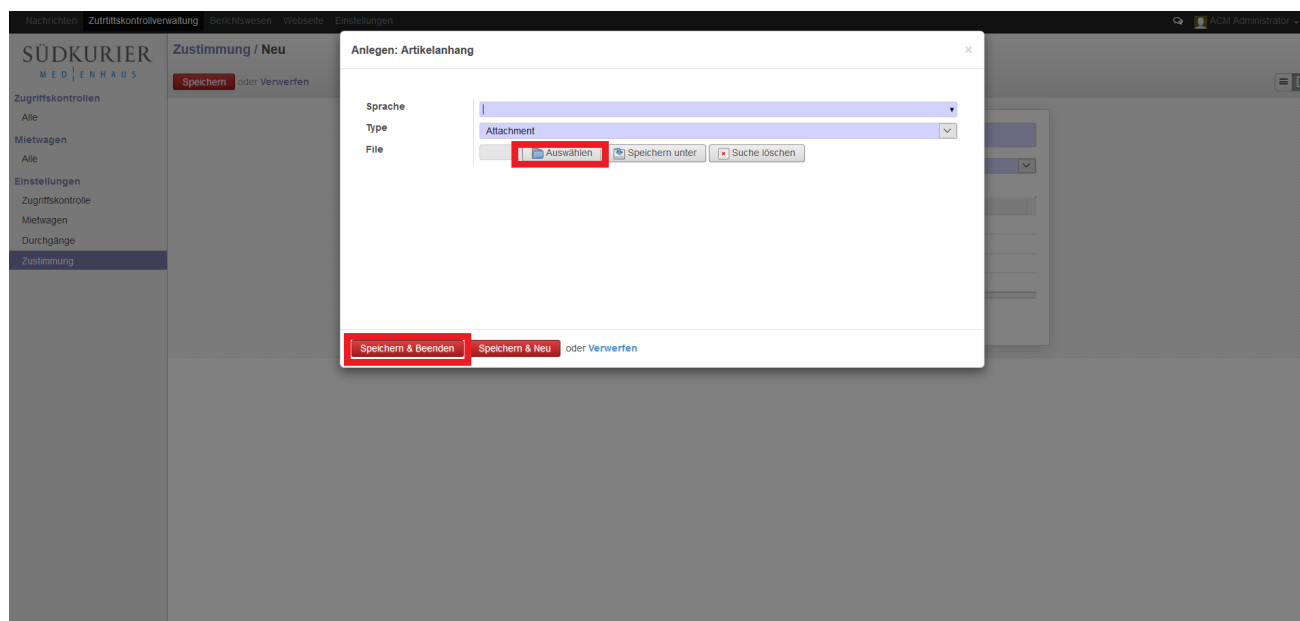 Nachrichten Zutrtittskontrollverwaltung Berichtswesen Webseite Einstellungen ACM Administrator
SÜDKURIER
MEDIENHAUS
Zustimmung / Neu
Speichern oder Verwerfen
Zugriffskontrollen
Alle
Mietwagen
Alle
Einstellungen
Zugriffskontrolle
Mietwagen
Durchgänge
Zustimmung
Anlegen: Artikelanhang ×
Sprache
Type Attachment
File Auswählen Speichern unter Suche löschen
Speichern & Beenden Speichern & Neu oder Verwerfen